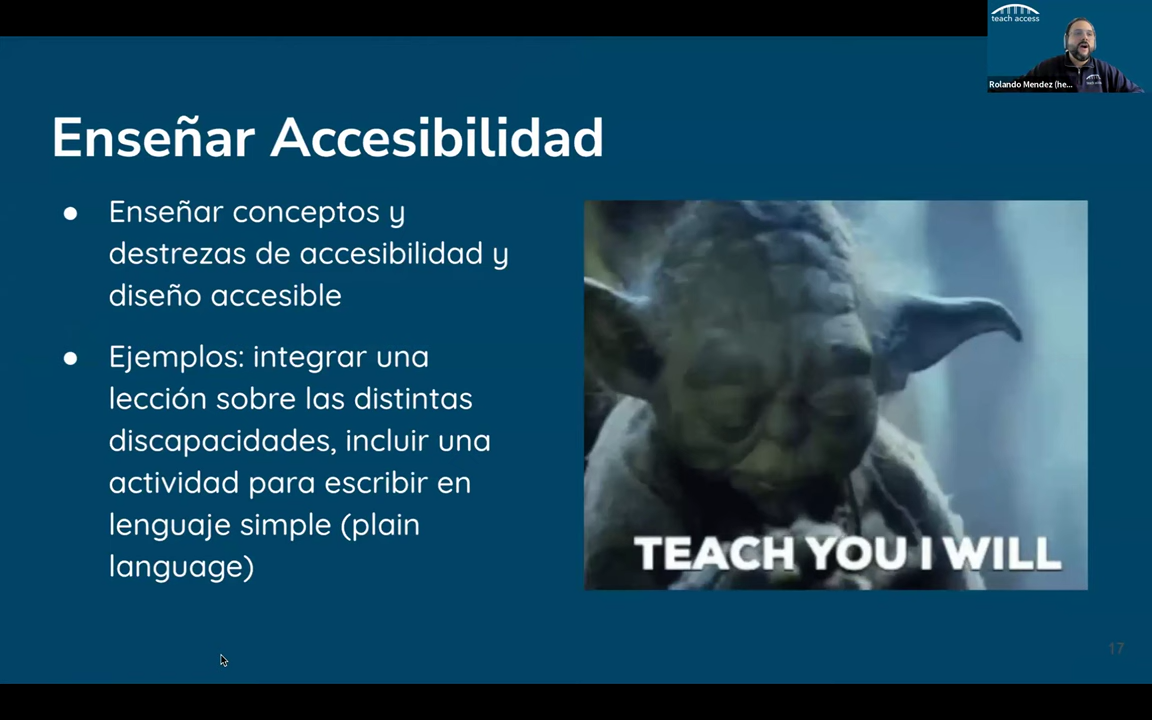 teach access
Rolando Mendez (he...
Enseñar Accesibilidad
● Enseñar conceptos y
destrezas de accesibilidad y
diseño accesible
● Ejemplos: integrar una
lección sobre las distintas
discapacidades, incluir una
actividad para escribir en
lenguaje simple (plain
language)
TEACH YOU I WILL
17